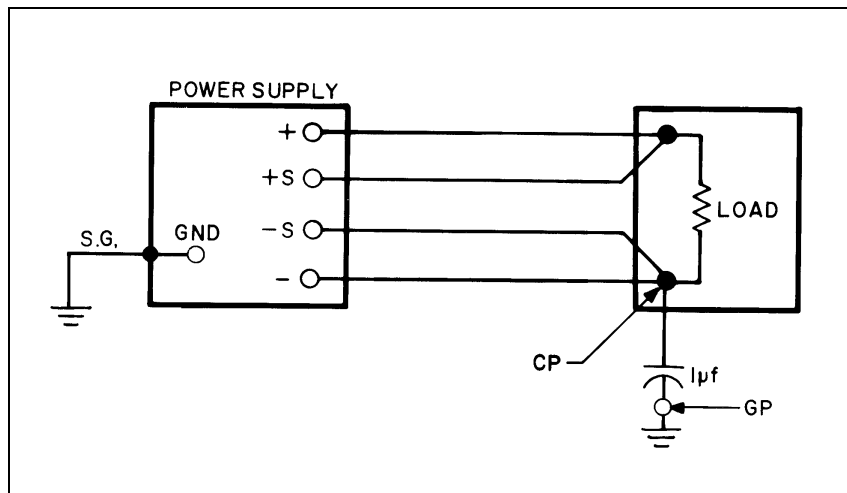 POWER SUPPLY
+
+S
-S
-
S.G.
GND
LOAD
CP
1µf
GP